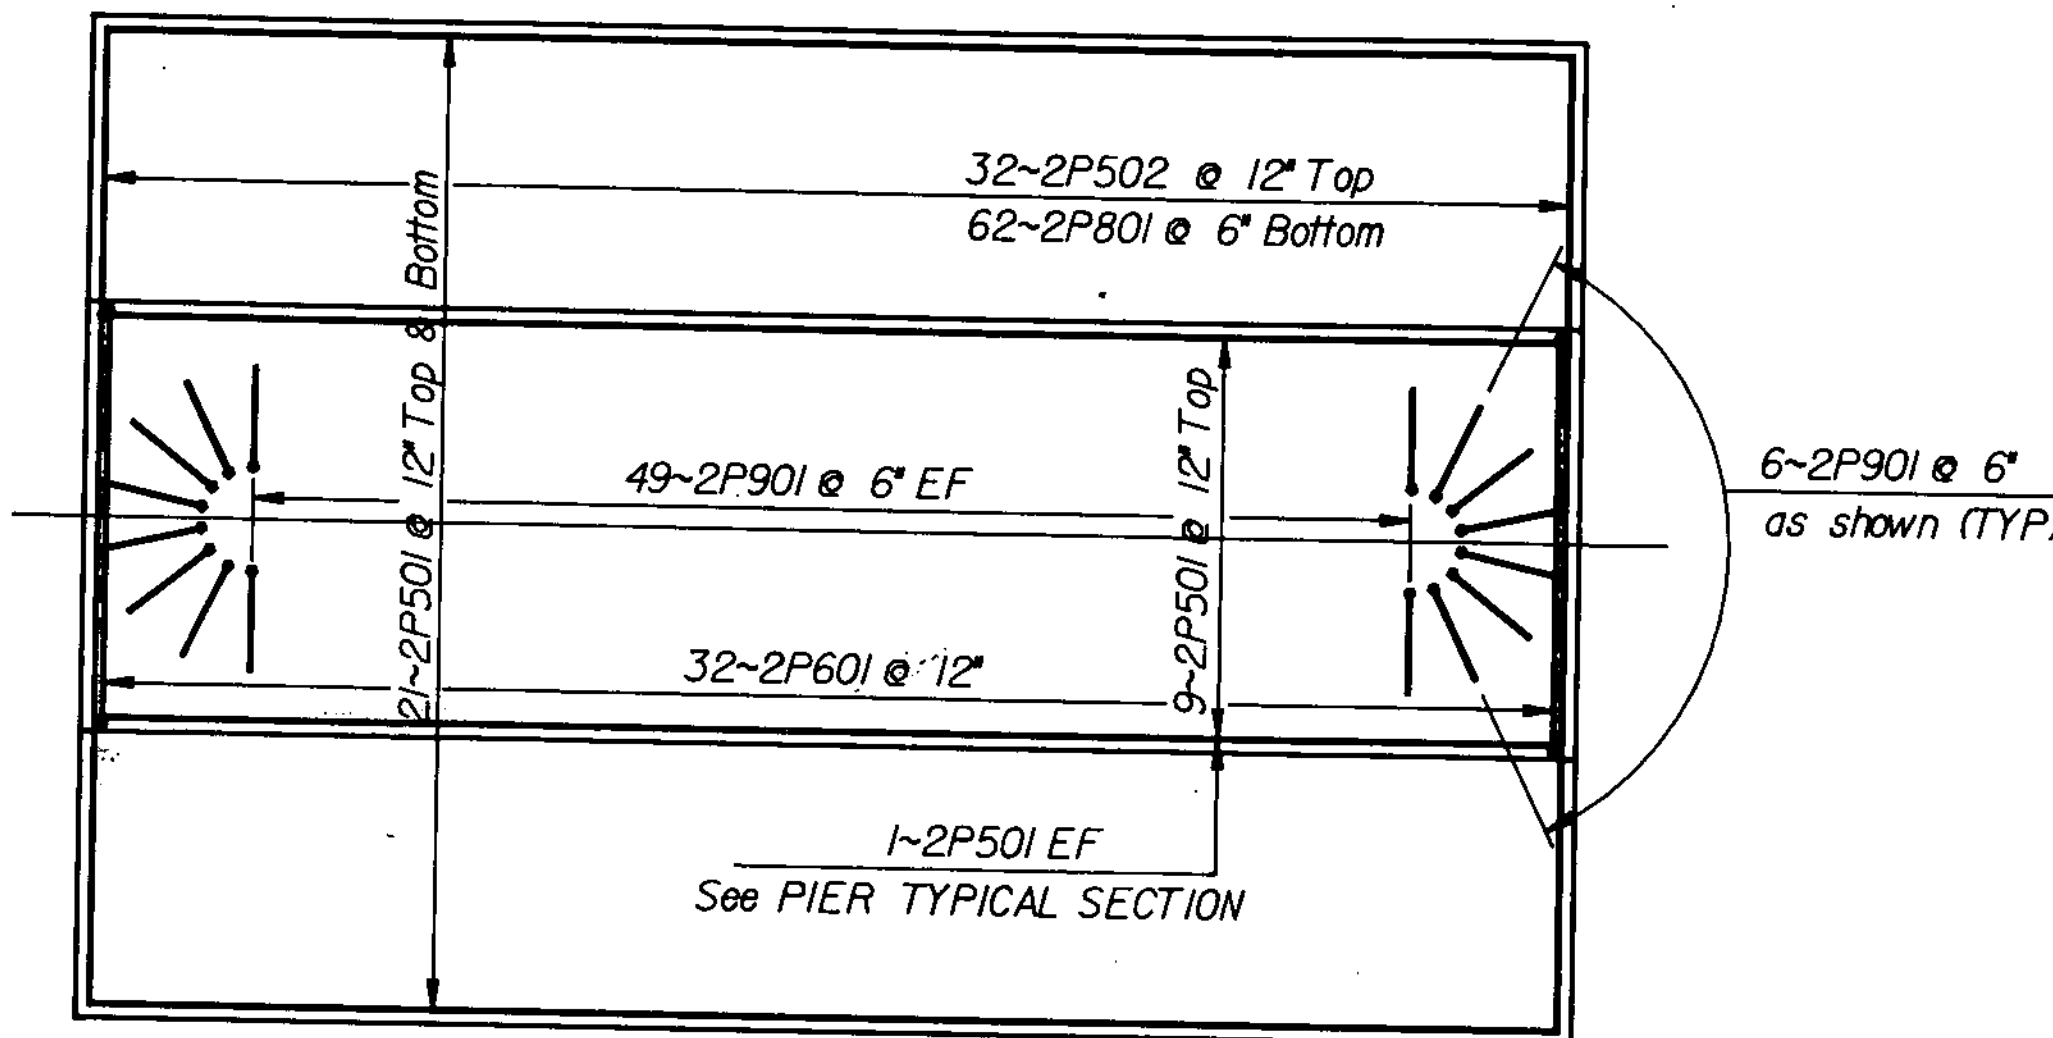 32~2P502 @ 12" Top
62~2P801 @ 6" Bottom
21~2P501 @ 12" Top & Bottom
49~2P901 @ 6" EF
9~2P501 @ 12" Top
6~2P901 @ 6"
as shown (TYP.)
32~2P601 @ 12"
1~2P501 EF
See PIER TYPICAL SECTION